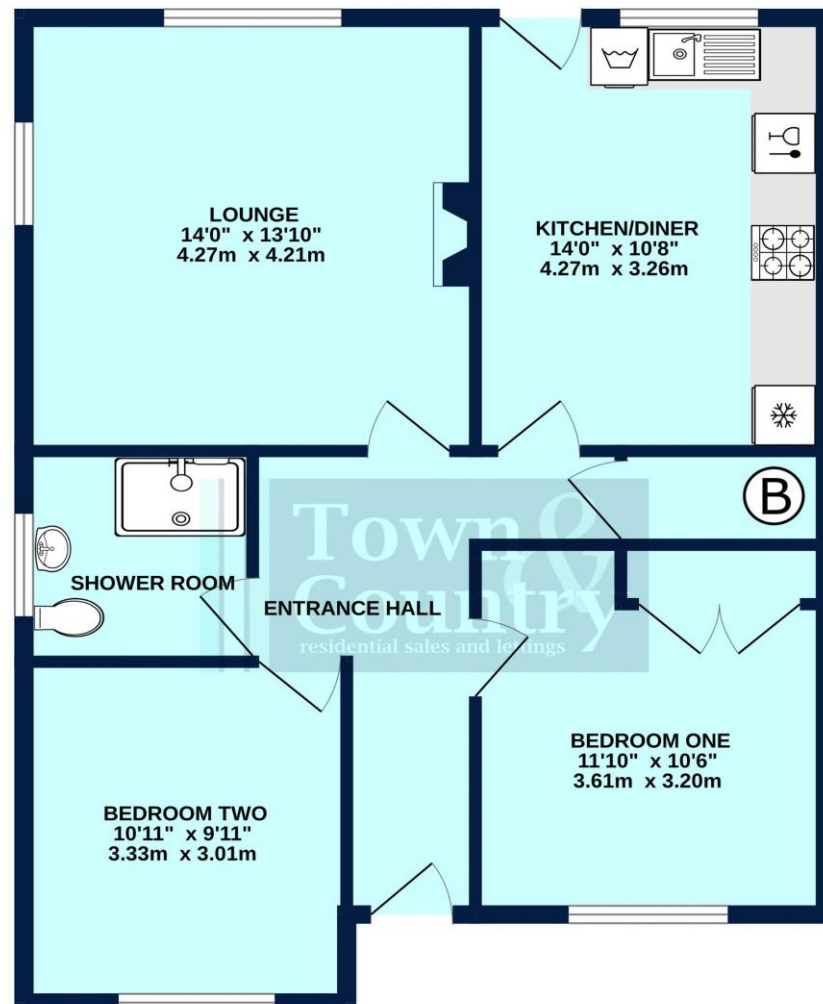 LOUNGE
14'0" x 13'10"
4.27m x 4.21m
KITCHEN/DINER
14'0" x 10'8"
4.27m x 3.26m
B
SHOWER ROOM
ENTRANCE HALL
Town &
Country
residential sales and lettings
BEDROOM ONE
11'10" x 10'6"
3.61m x 3.20m
BEDROOM TWO
10'11" x 9'11"
3.33m x 3.01m